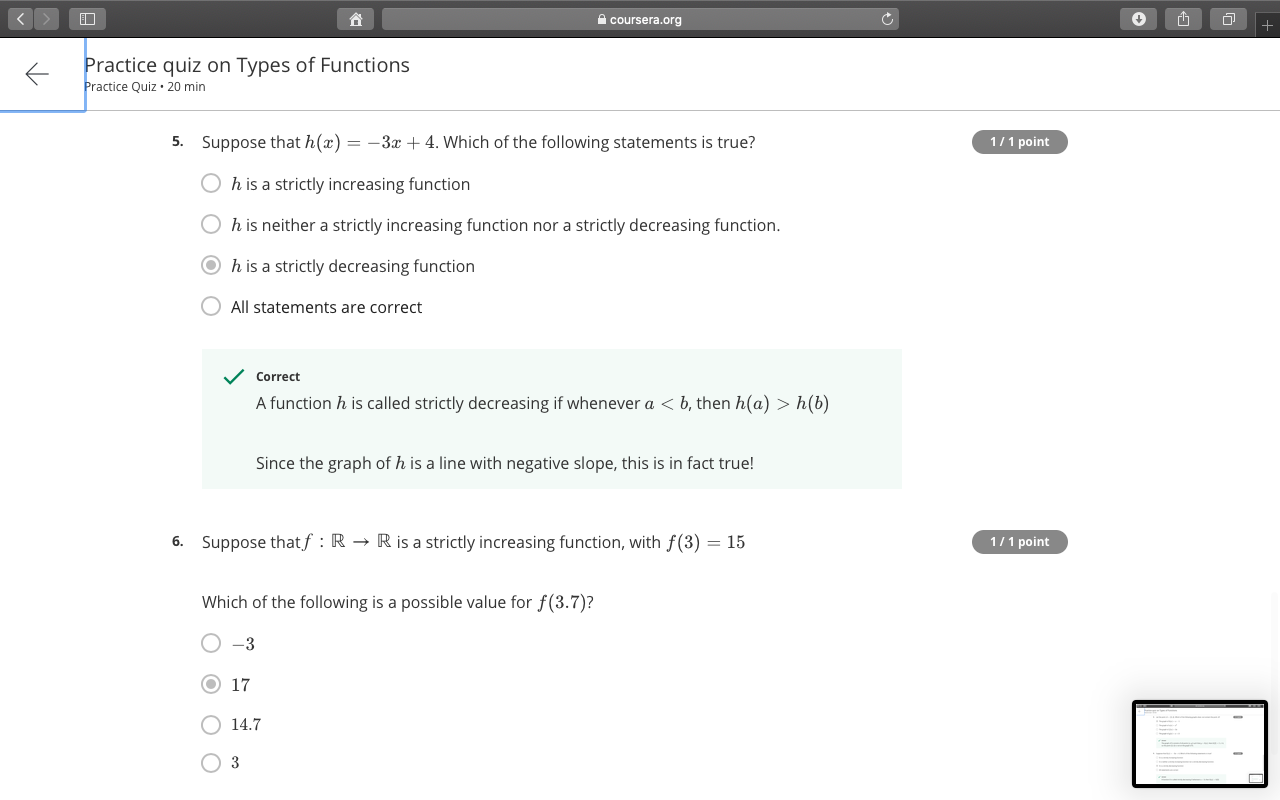 coursera.org
Practice quiz on Types of Functions
Practice Quiz • 20 min
5. Suppose that h(x) = −3x + 4. Which of the following statements is true?
1 / 1 point
h is a strictly increasing function
h is neither a strictly increasing function nor a strictly decreasing function.
h is a strictly decreasing function
All statements are correct
Correct
A function h is called strictly decreasing if whenever a < b, then h(a) > h(b)
Since the graph of h is a line with negative slope, this is in fact true!
6. Suppose that f : ℝ → ℝ is a strictly increasing function, with f(3) = 15
1 / 1 point
Which of the following is a possible value for f(3.7)?
−3
17
14.7
3